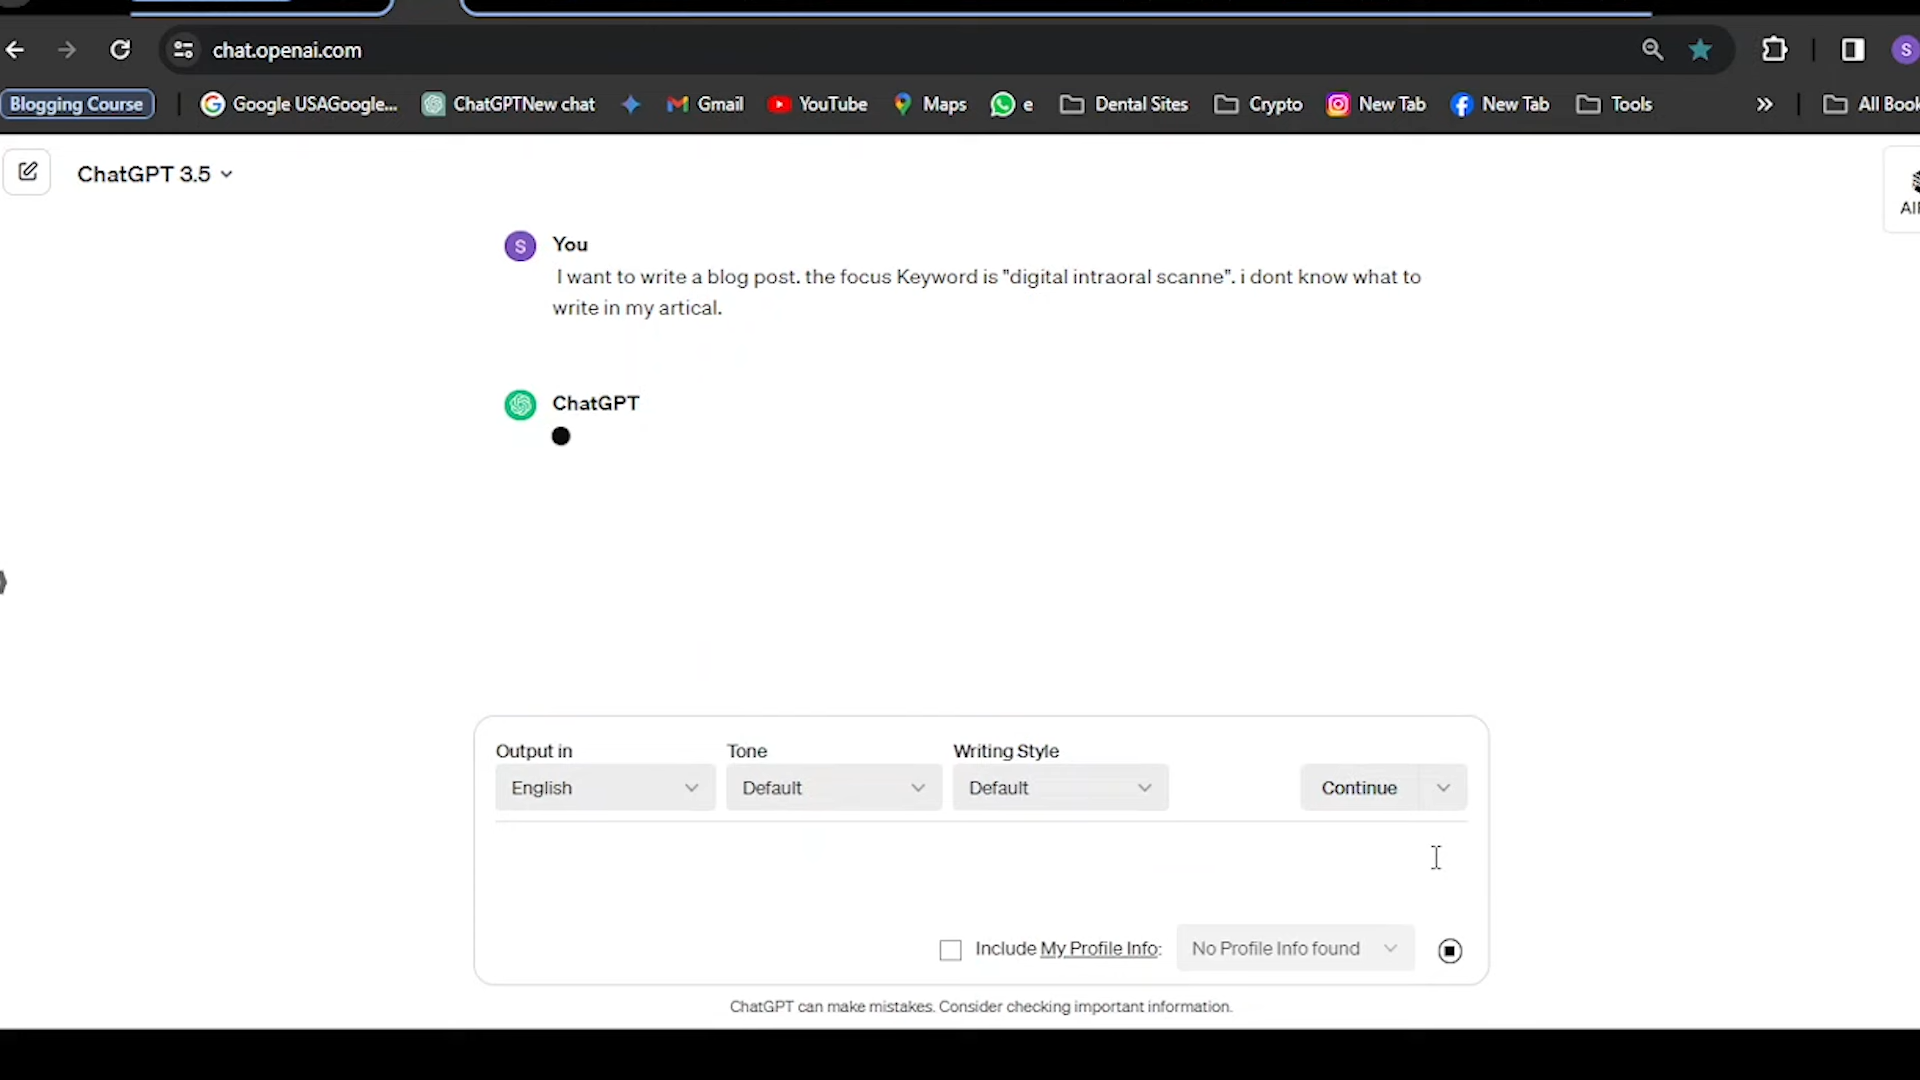 chat.openai.com
S
Blogging Course
Google USAGoogle...
ChatGPTNew chat
Gmail
YouTube
Maps
e
Dental Sites
Crypto
New Tab
New Tab
Tools
All Book
ChatGPT 3.5
AI
S
You
I want to write a blog post. the focus Keyword is "digital intraoral scanne". i dont know what to
write in my artical.
ChatGPT
Output in
Tone
Writing Style
English
Default
Default
Continue
Include My Profile Info:
No Profile Info found
ChatGPT can make mistakes. Consider checking important information.